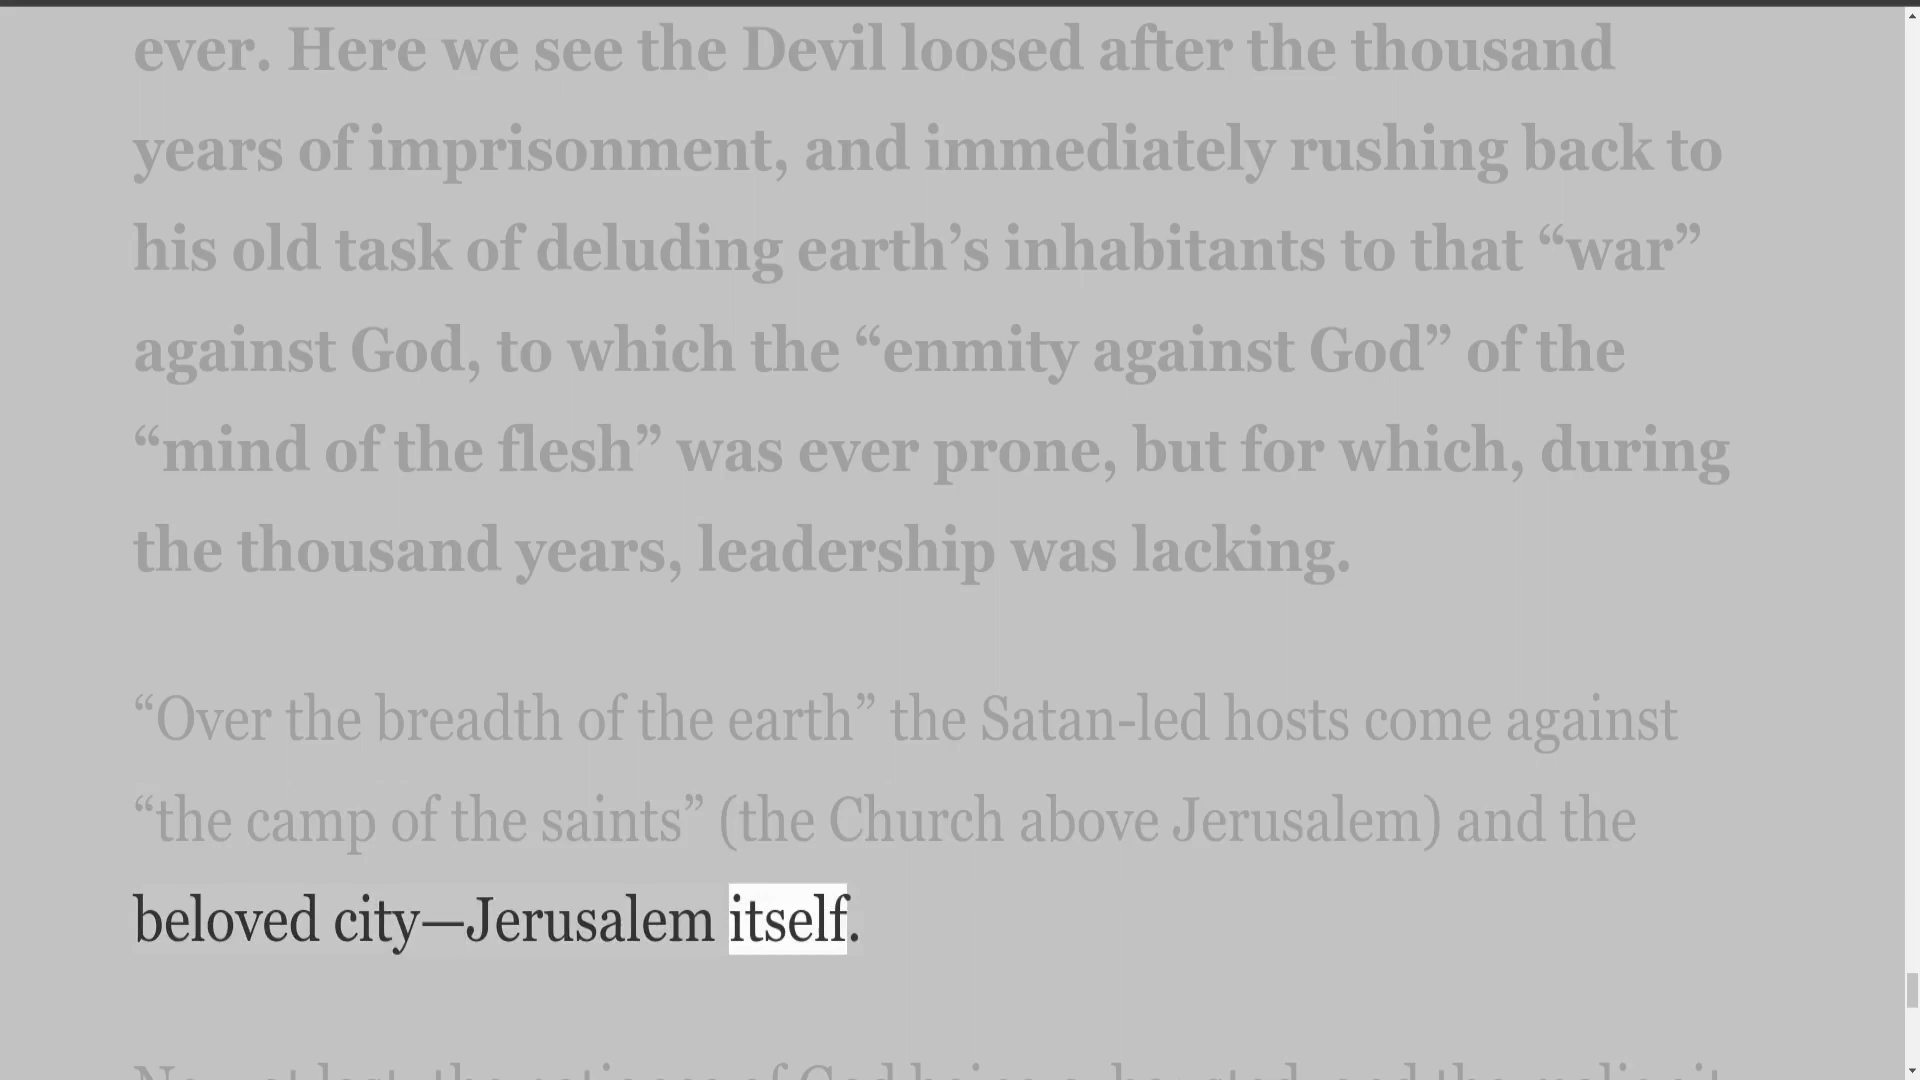 ever. Here we see the Devil loosed after the thousand
years of imprisonment, and immediately rushing back to
his old task of deluding earth’s inhabitants to that “war”
against God, to which the “enmity against God” of the
“mind of the flesh” was ever prone, but for which, during
the thousand years, leadership was lacking.
“Over the breadth of the earth” the Satan-led hosts come against
“the camp of the saints” (the Church above Jerusalem) and the
beloved city—Jerusalem itself.